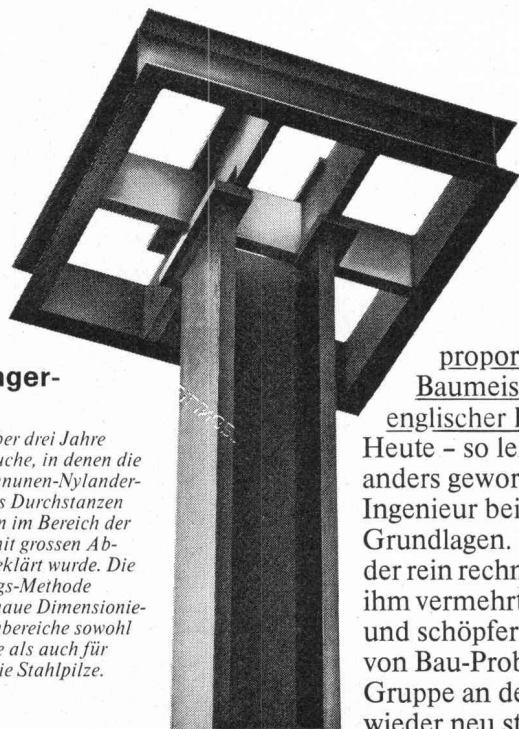 nger-
ber drei Jahre
uche, in denen die
nnunen-Nylander-
s Durchstanzen
n im Bereich der
nit grossen Ab-
eklärt wurde. Die
gs-Methode
naue Dimensionie-
bereiche sowohl
e als auch für
ie Stahlpilze.
propor
Baumeis
englischer
Heute – so le
anders gewor
Ingenieur bei
Grundlagen.
der rein rechn
ihm vermehrt
und schöpfer
von Bau-Prob
Gruppe an de
wieder neu st